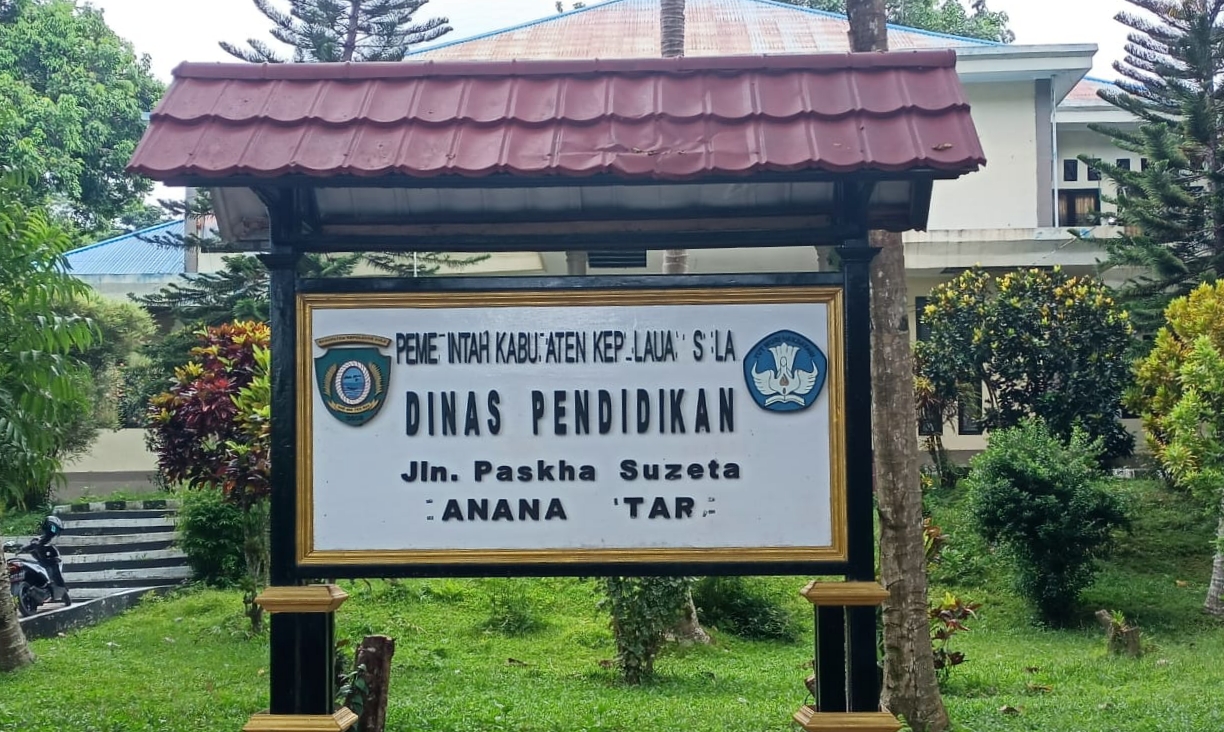 PEME INTAH KABU ATEN KEP LAUA S LA
DINAS PENDIDIKAN
Jln. Paskha Suzeta
ANANA TAR